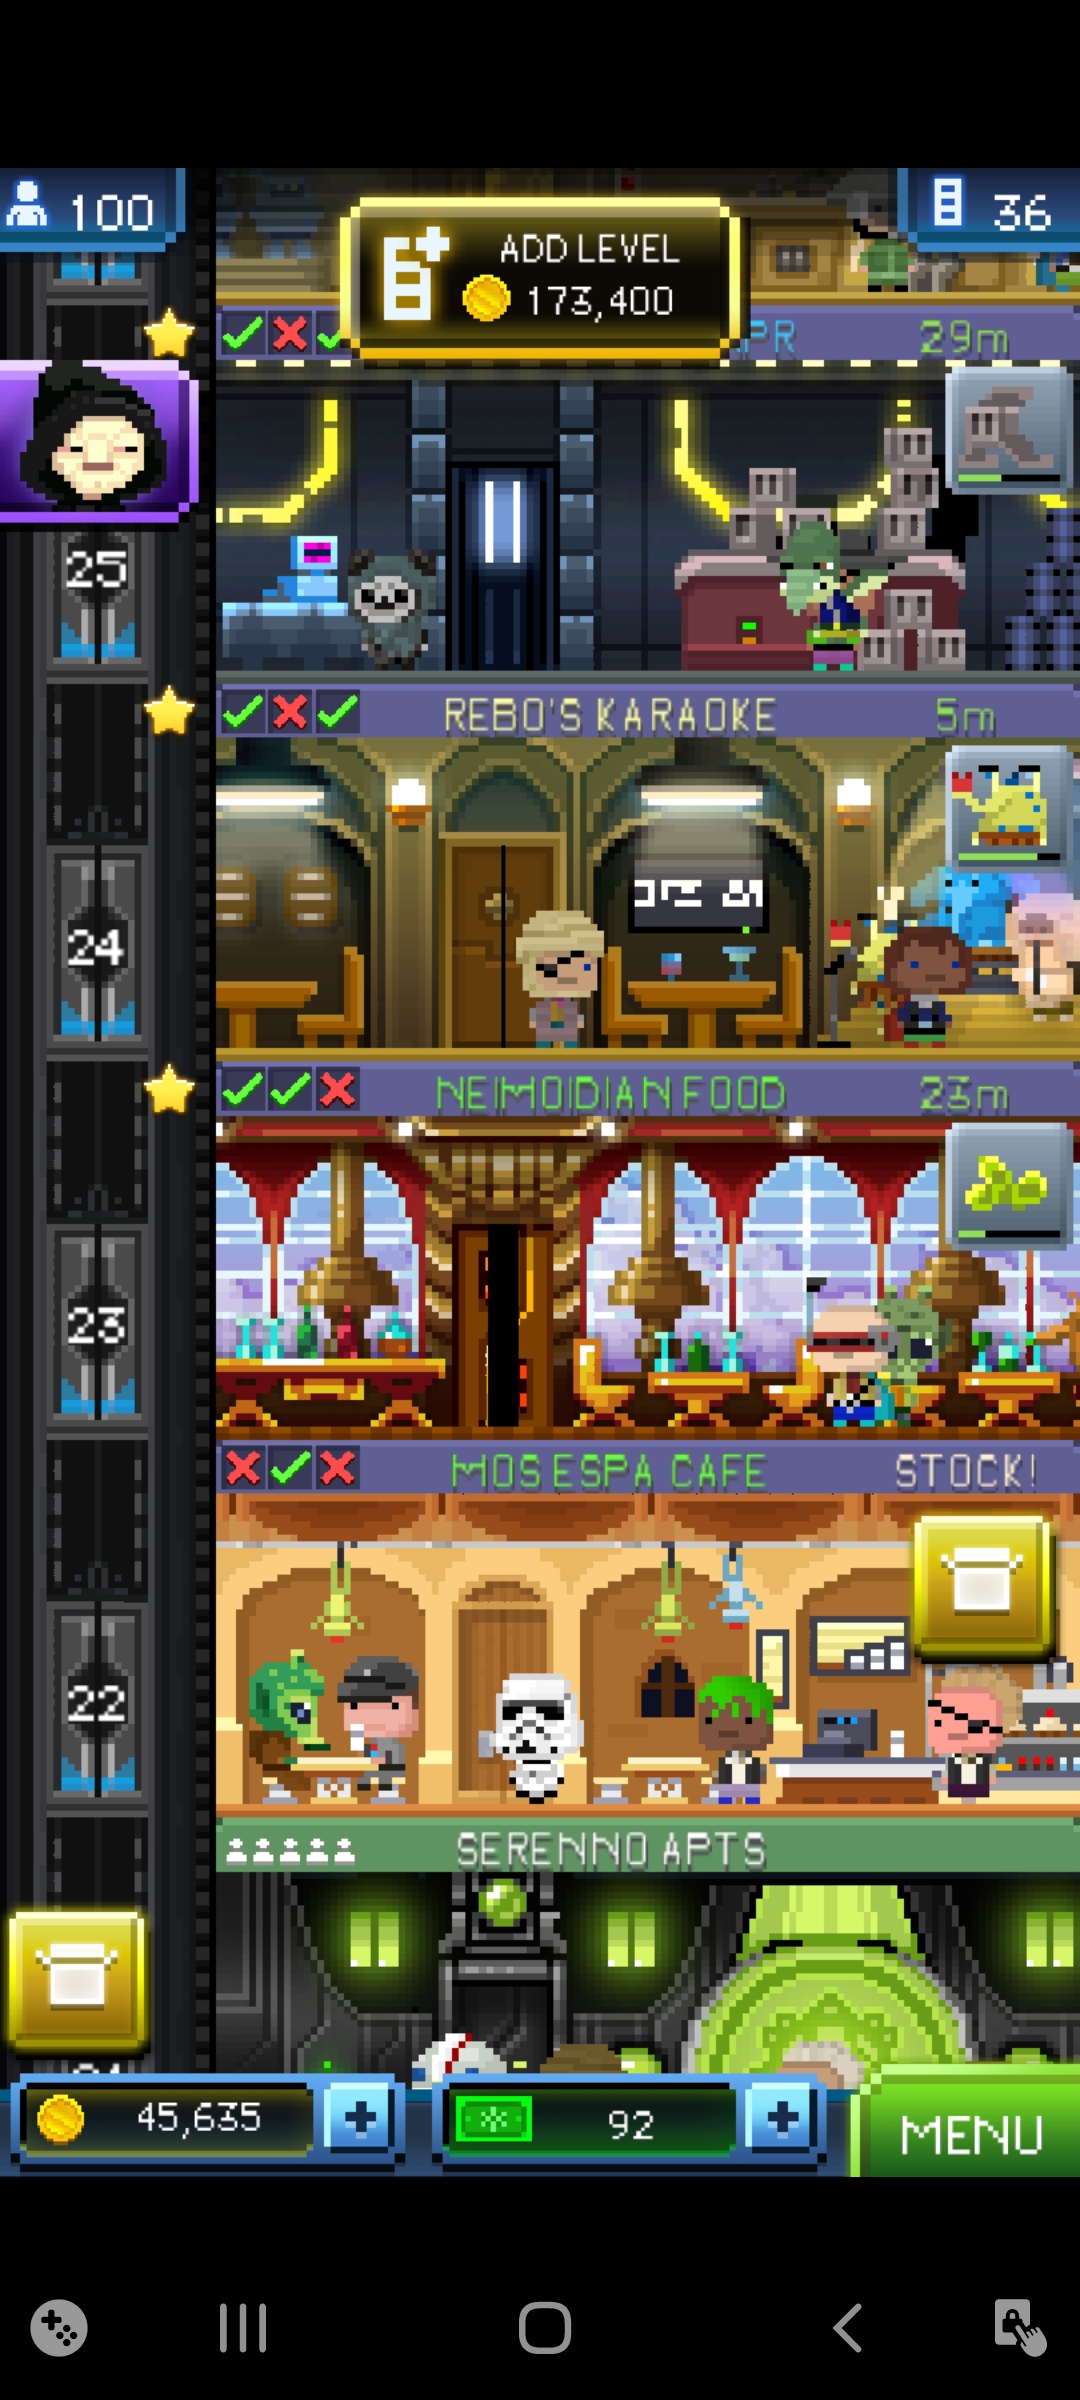 100
36
ADD LEVEL
173,400
29m
25
REBO'S KARAOKE
5m
24
NEIMOIDIAN FOOD
23m
23
MOS ESPA CAFE
STOCK!
22
SERENNO APTS
45,635
92
MENU